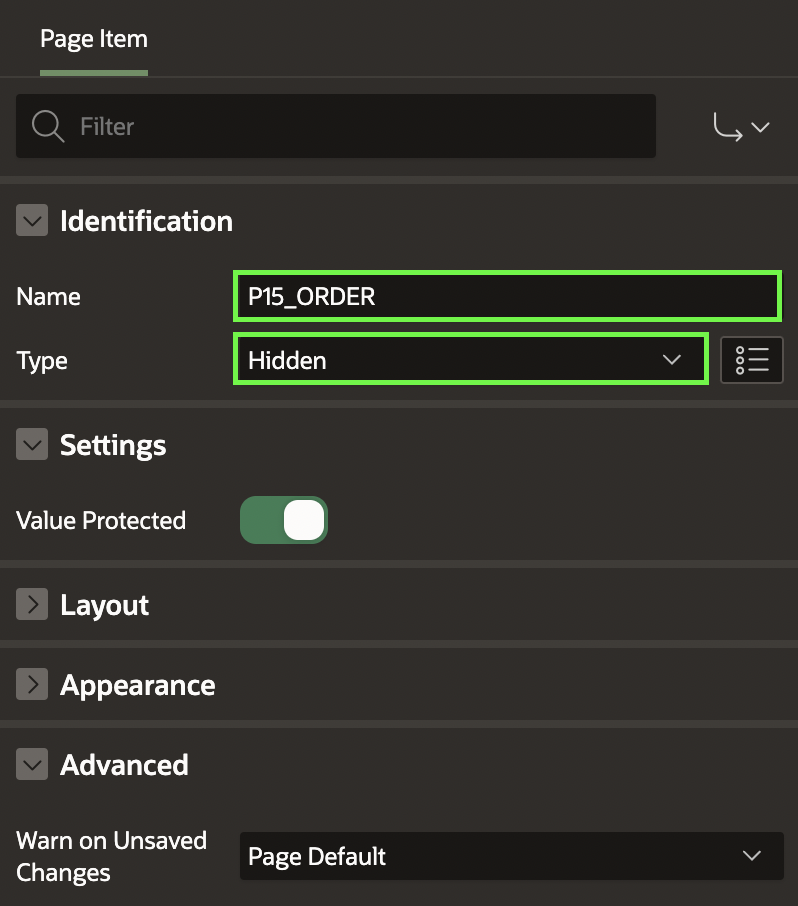 Page Item
Filter
Identification
Name P15_ORDER
Type Hidden
Settings
Value Protected
Layout
Appearance
Advanced
Warn on Unsaved
Changes
Page Default